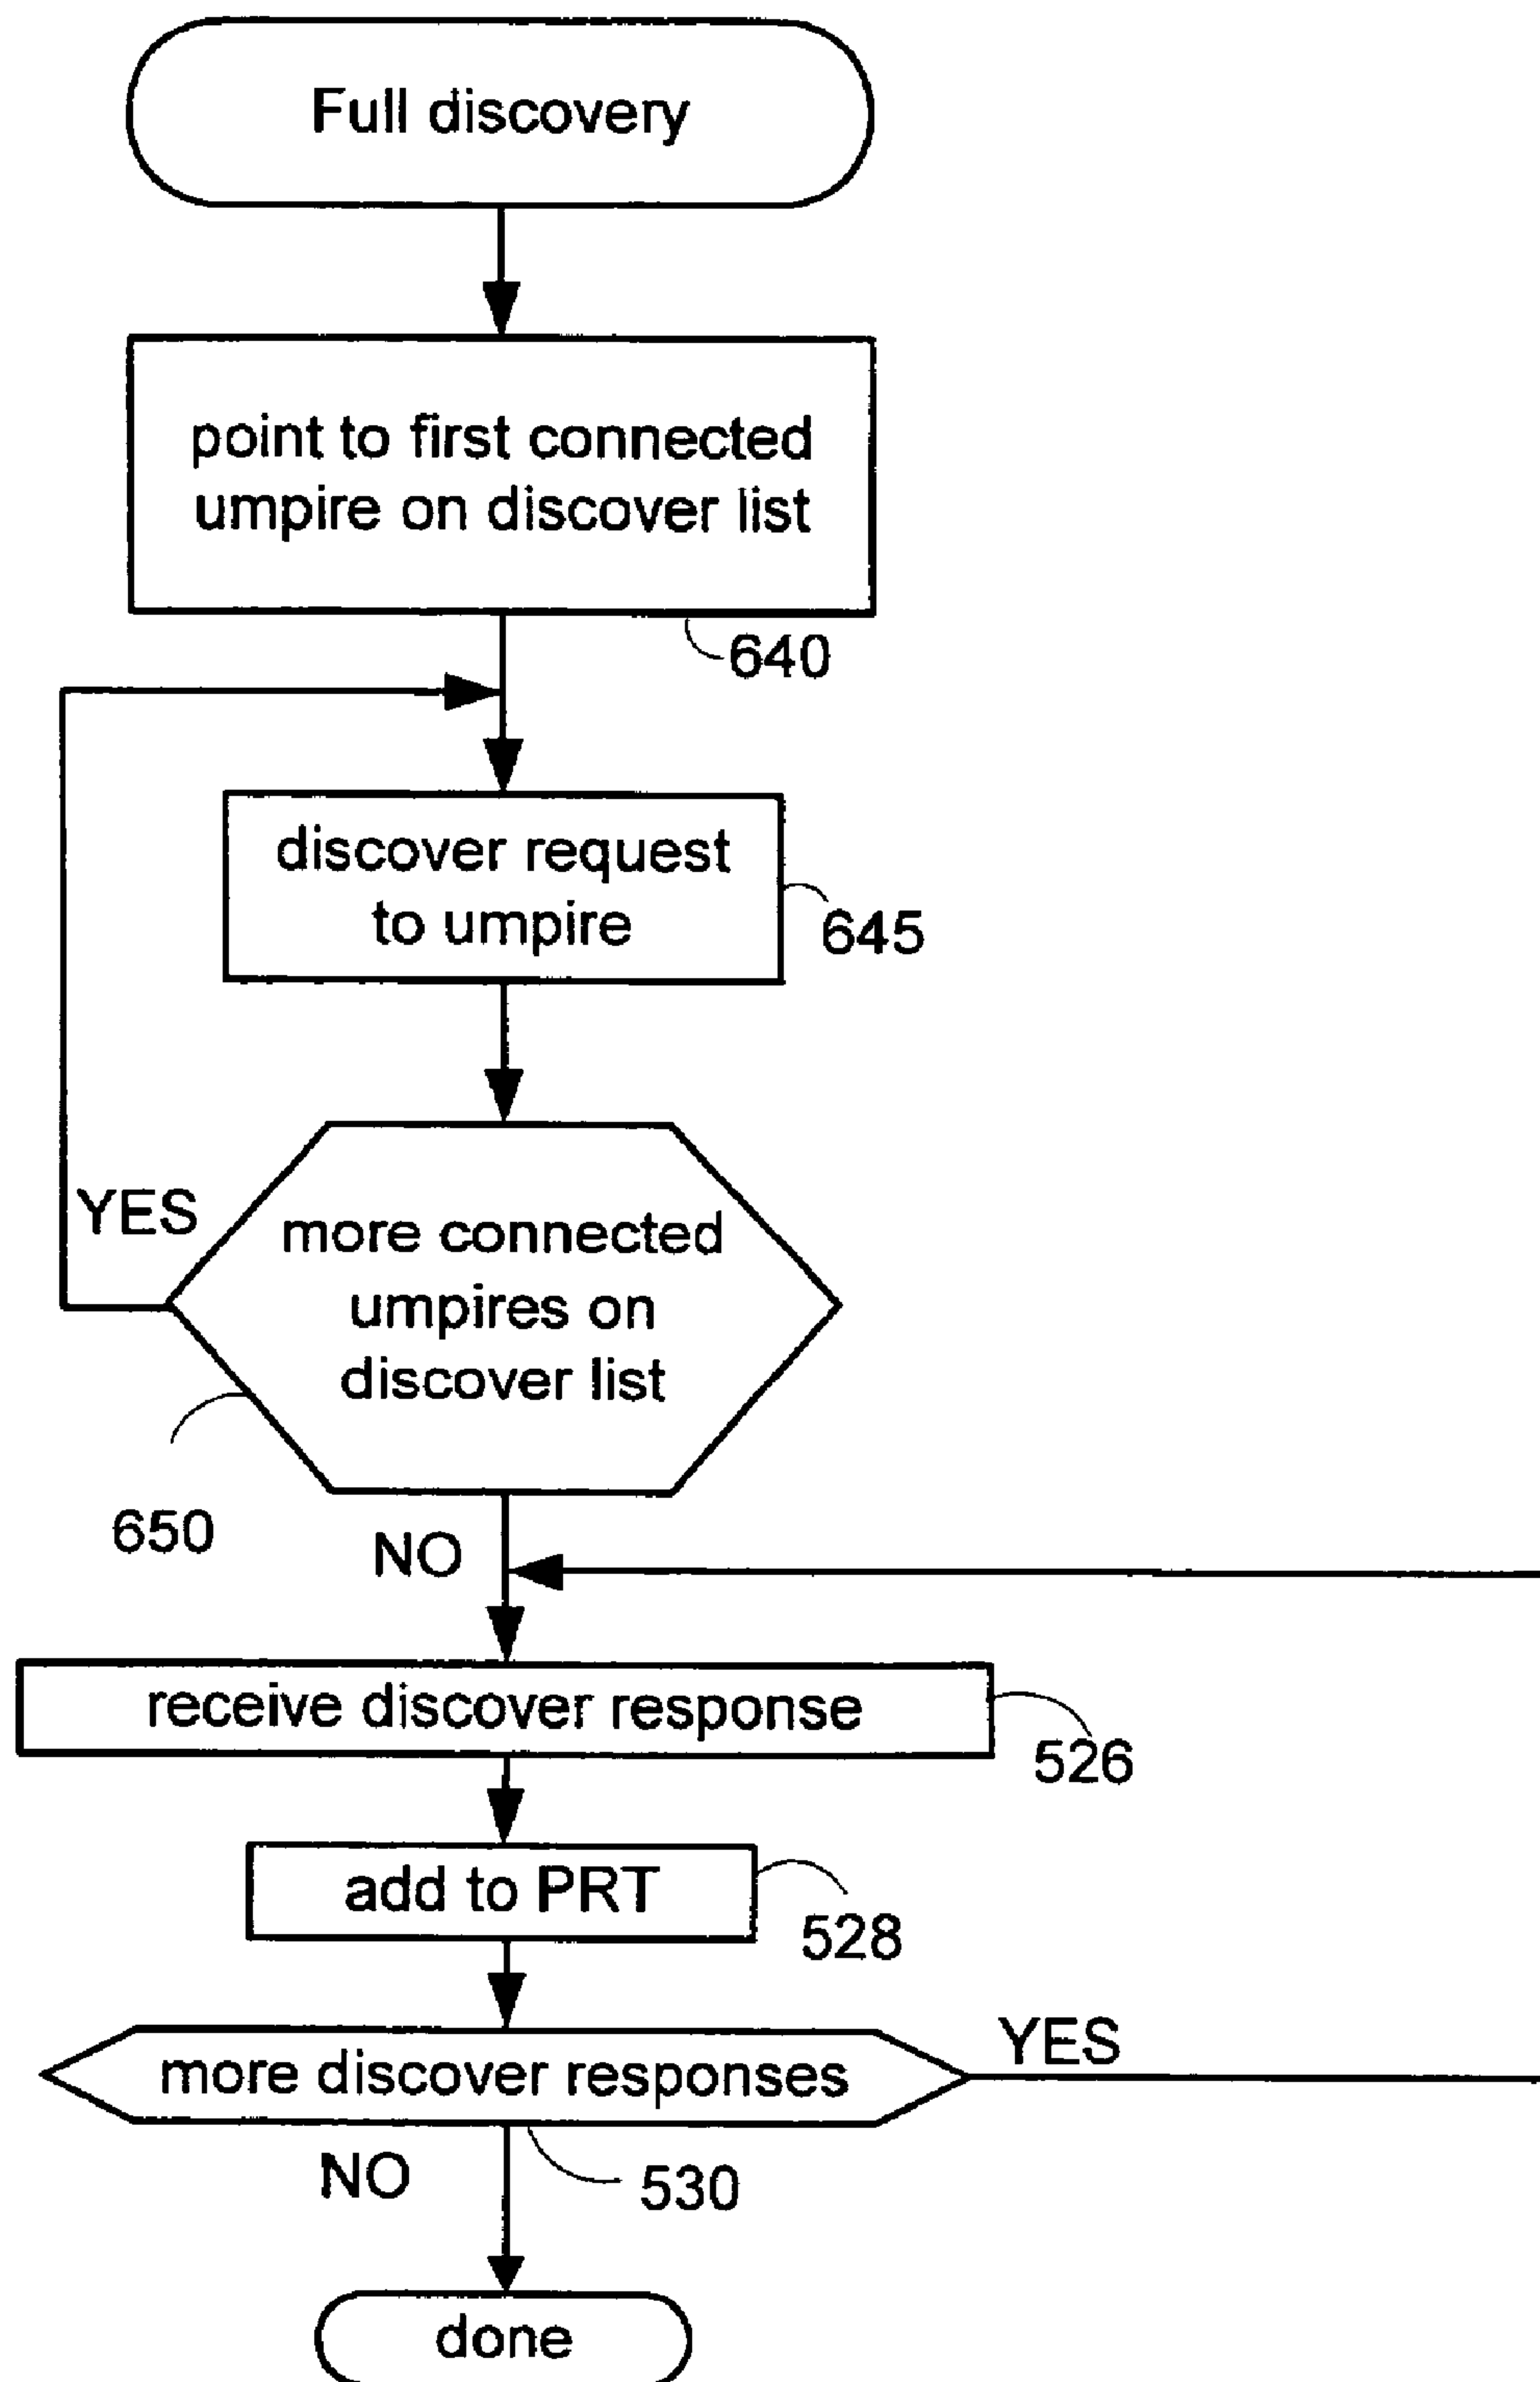 Full discovery
point to first connected
umpire on discover list
640
discover request
to umpire
645
YES
more connected
umpires on
discover list
650
NO
receive discover response
526
add to PRT
528
more discover responses
YES
NO
530
done